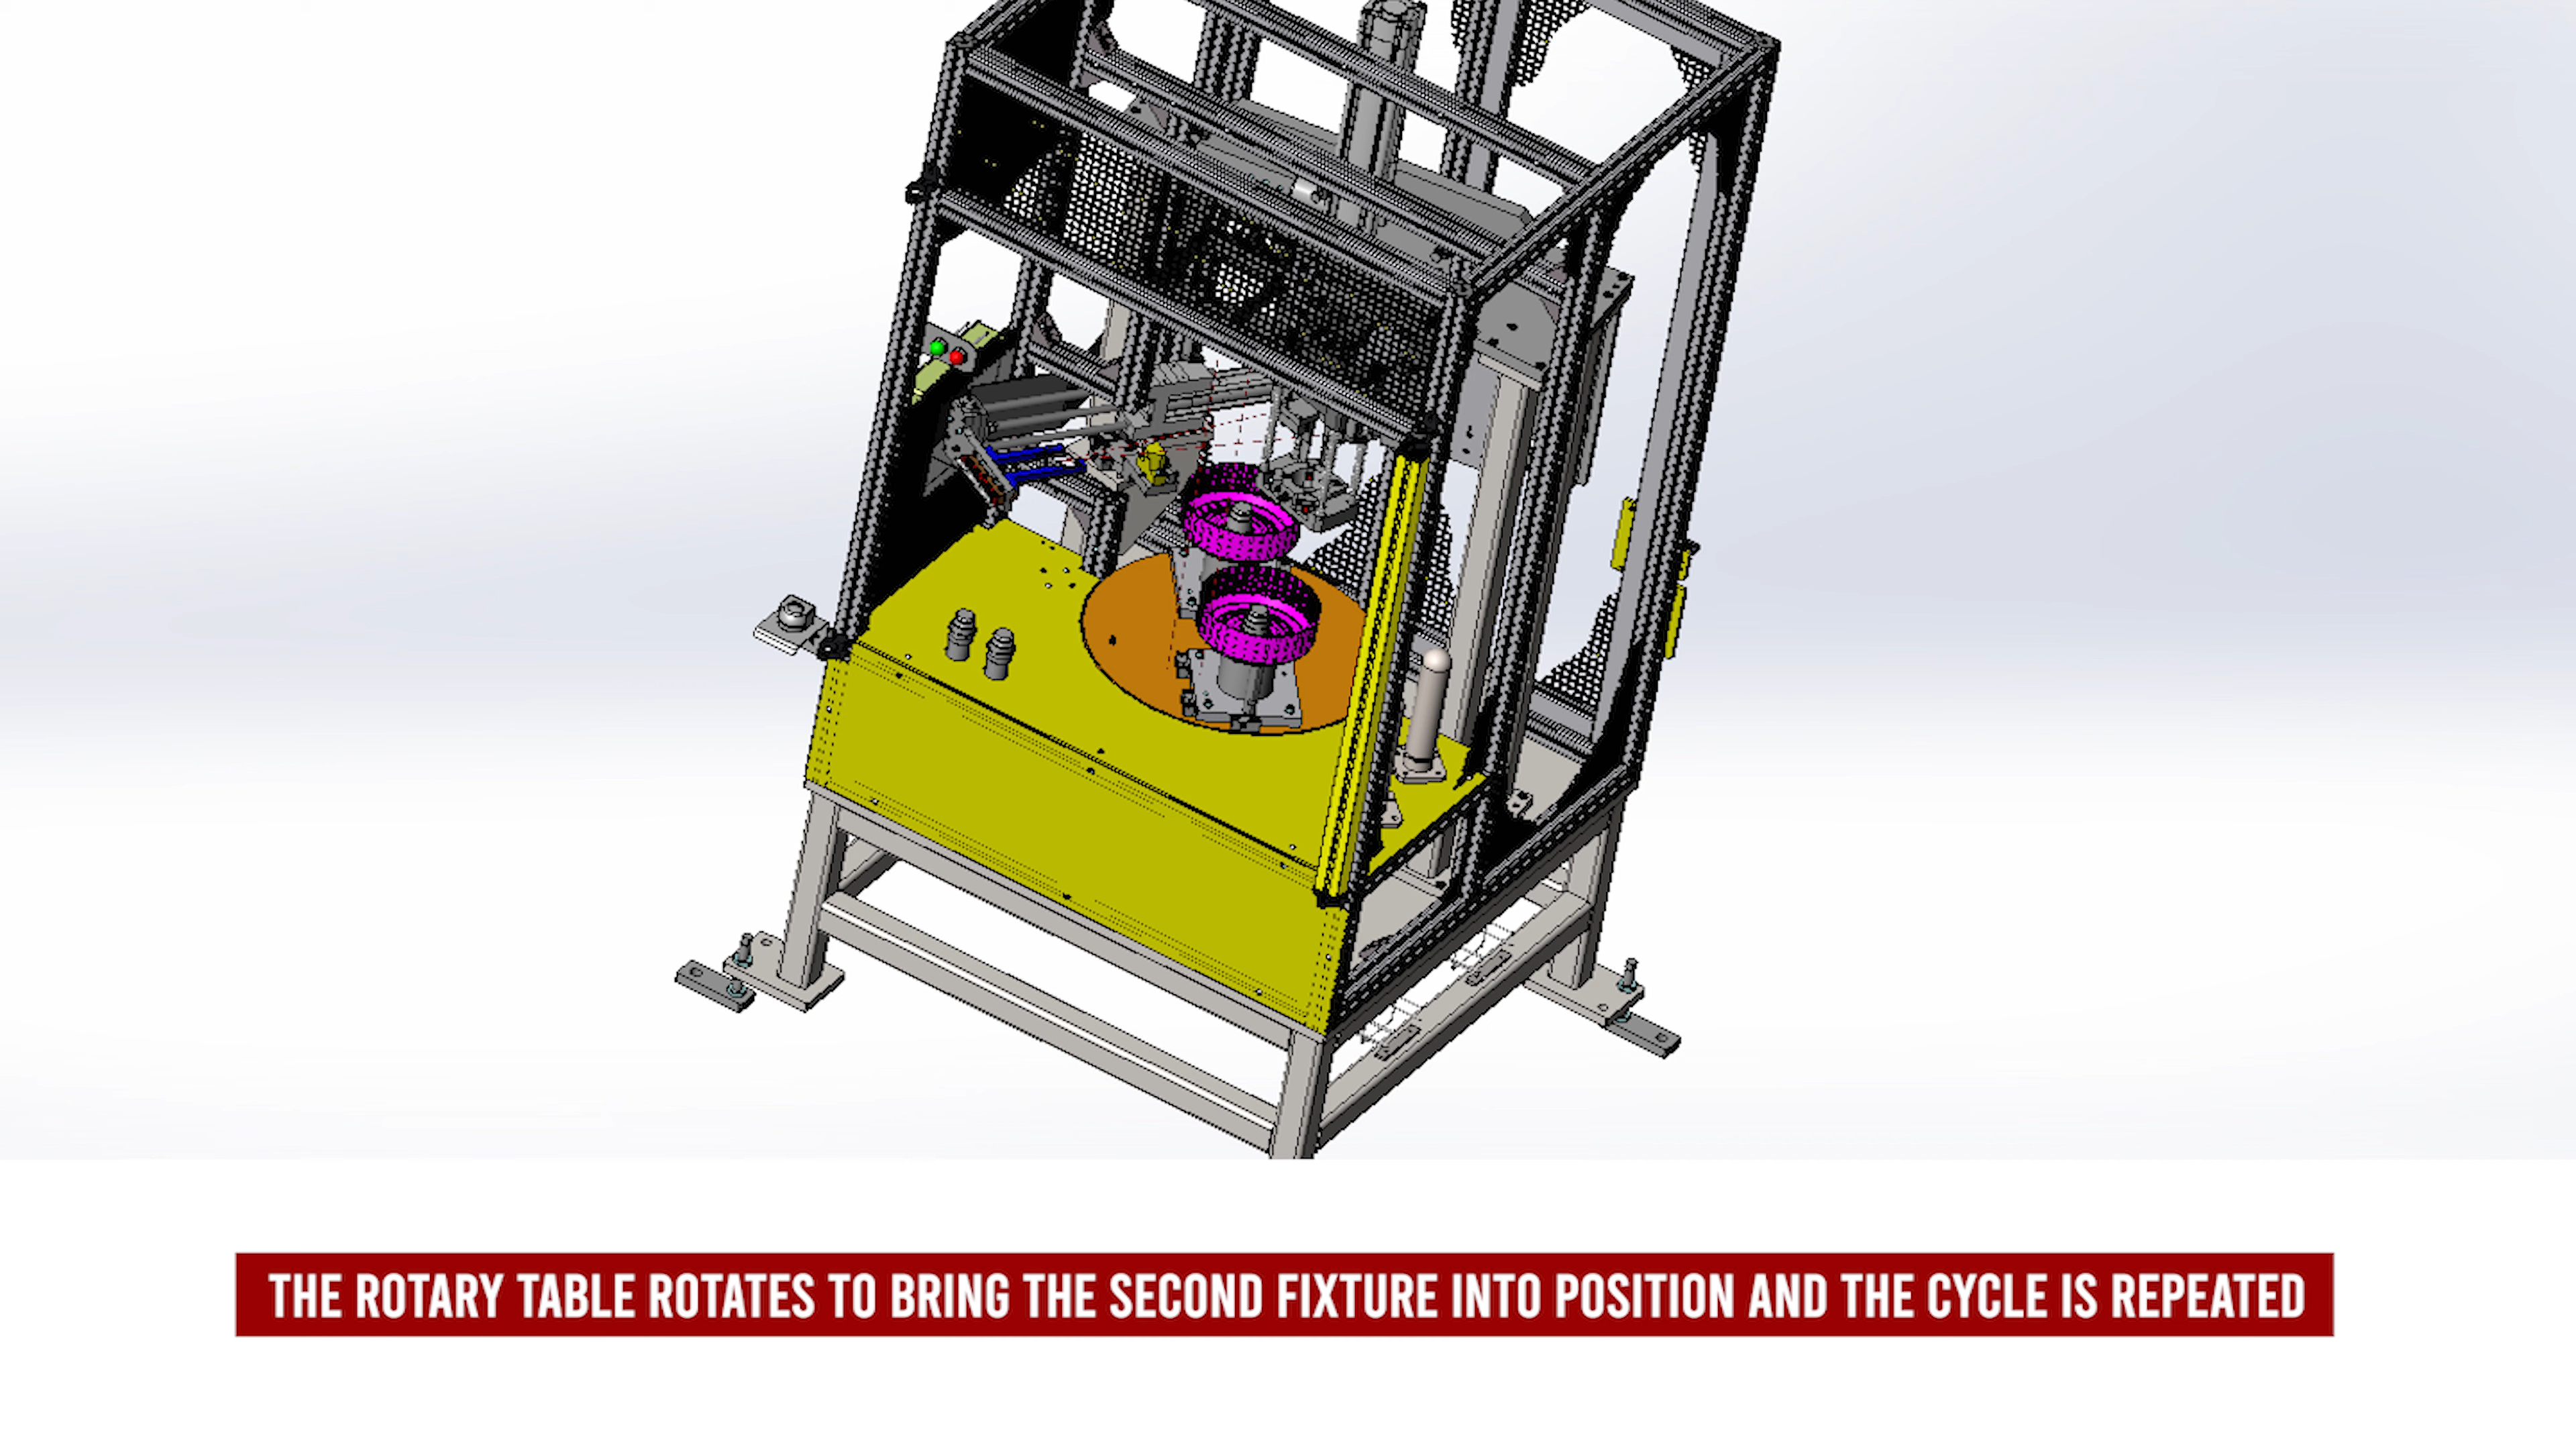 THE ROTARY TABLE ROTATES TO BRING THE SECOND FIXTURE INTO POSITION AND THE CYCLE IS REPEATED